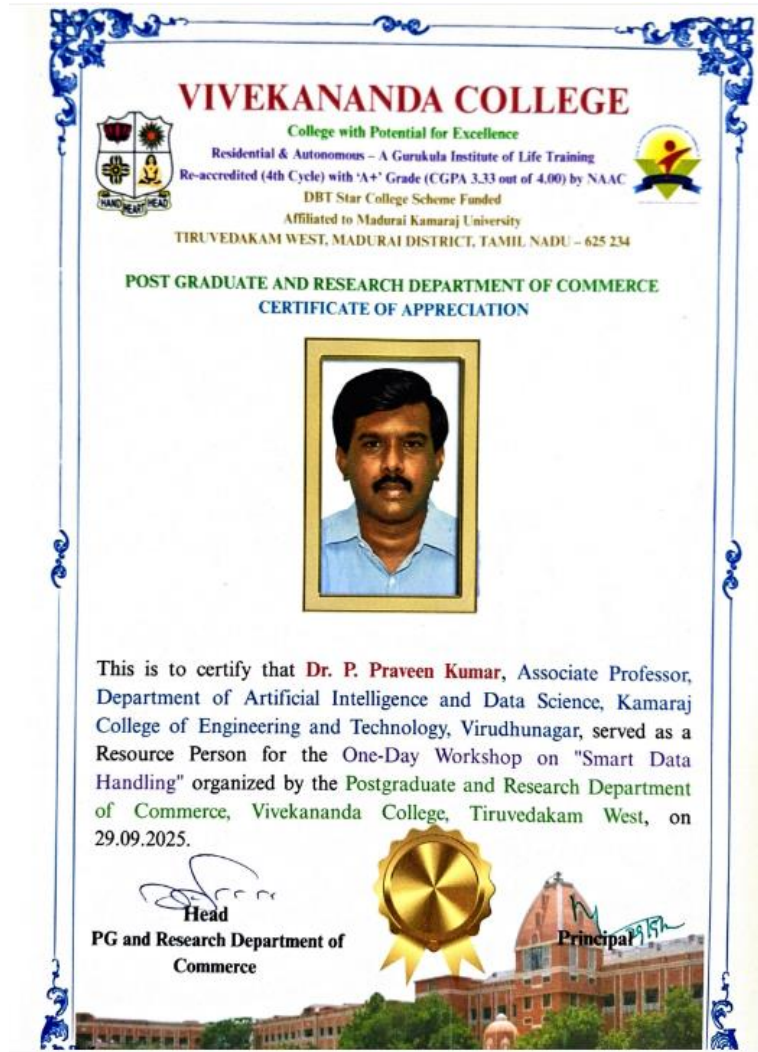 VIVEKANANDA COLLEGE
College with Potential for Excellence
Residential & Autonomous – A Gurukula Institute of Life Training
Re-accredited (4th Cycle) with ‘A+’ Grade (CGPA 3.33 out of 4.00) by NAAC
HAND HEART HEAD
DBT Star College Scheme Funded
Affiliated to Madurai Kamaraj University
TIRUVEDAKAM WEST, MADURAI DISTRICT, TAMIL NADU – 625 234
POST GRADUATE AND RESEARCH DEPARTMENT OF COMMERCE
CERTIFICATE OF APPRECIATION
This is to certify that Dr. P. Praveen Kumar, Associate Professor,
Department of Artificial Intelligence and Data Science, Kamaraj
College of Engineering and Technology, Virudhunagar, served as a
Resource Person for the One-Day Workshop on "Smart Data
Handling" organized by the Postgraduate and Research Department
of Commerce, Vivekananda College, Tiruvedakam West, on
29.09.2025.
Head
PG and Research Department of
Commerce
Principal